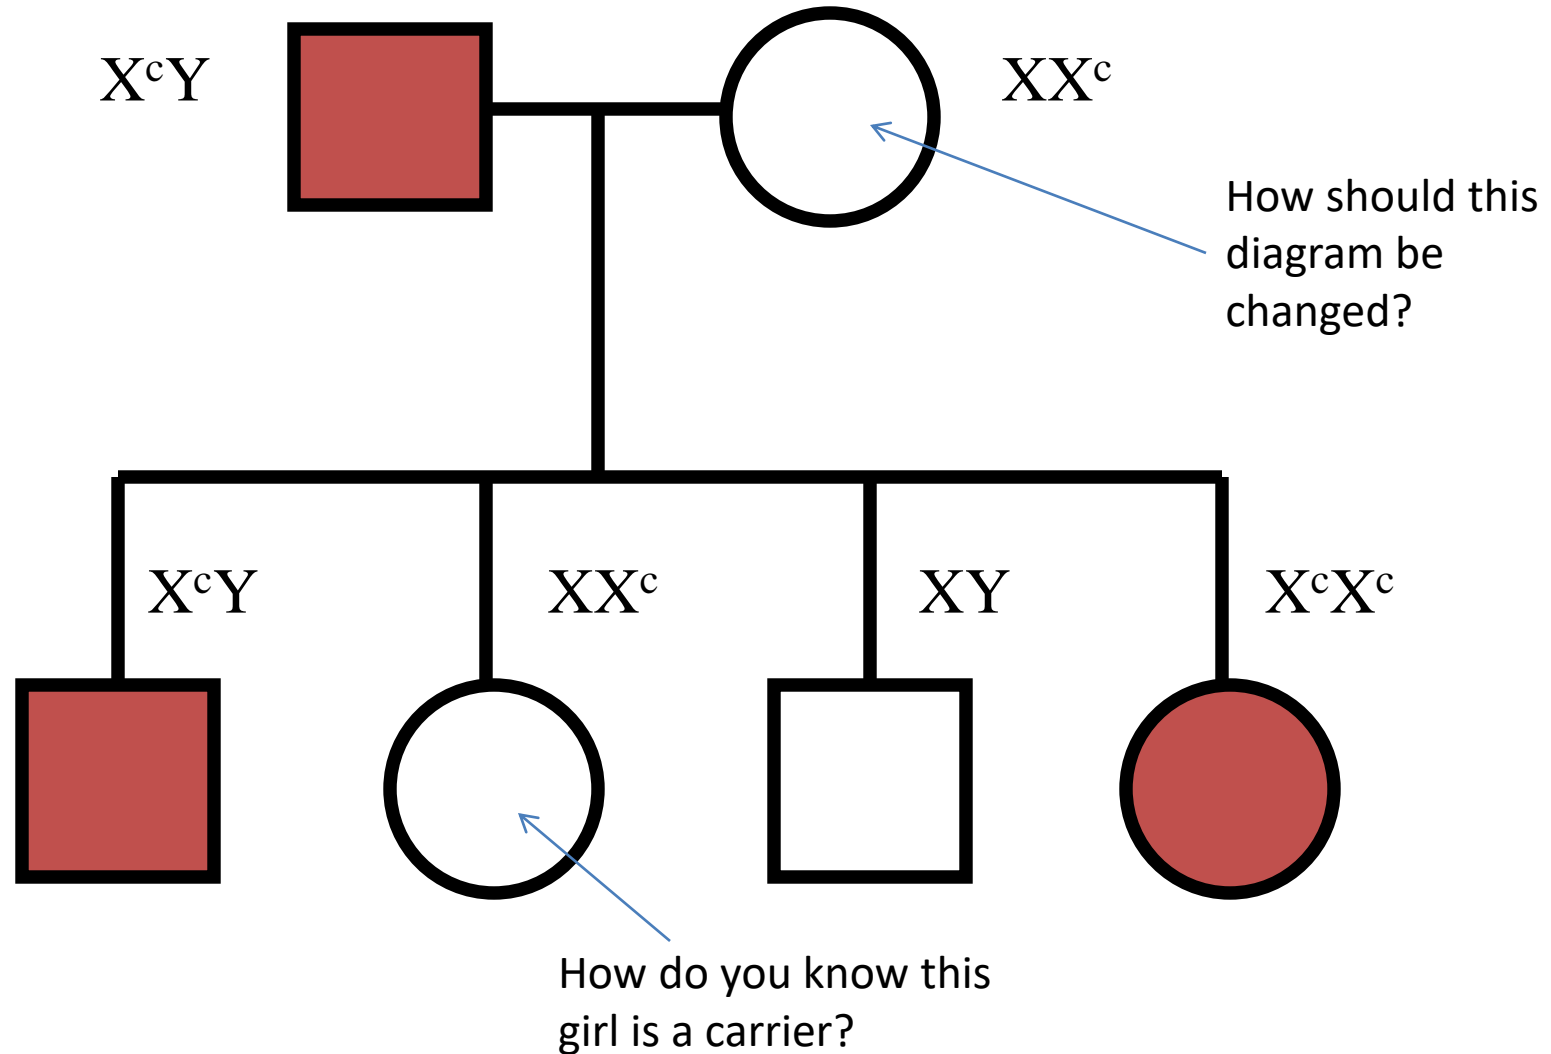 XᶜY
XXᶜ
How should this
diagram be
changed?
XᶜY
XXᶜ
XY
XᶜXᶜ
How do you know this
girl is a carrier?